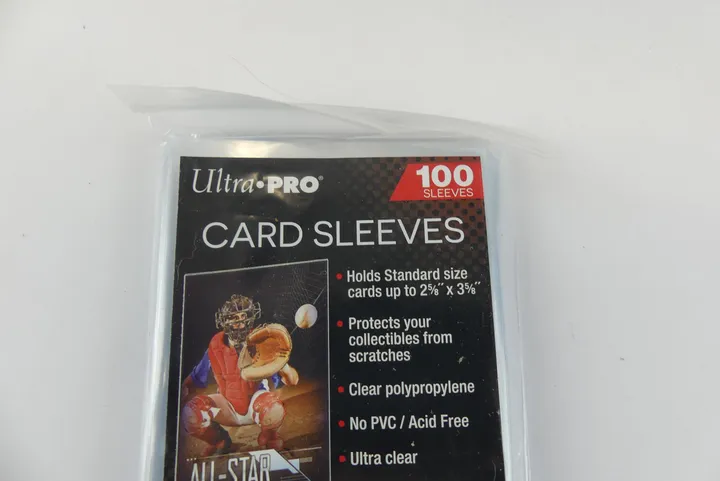 Ultra•PRO®
100
SLEEVES
CARD SLEEVES
• Holds Standard size
cards up to 2⅝" x 3⅝"
• Protects your
collectibles from
scratches
• Clear polypropylene
• No PVC / Acid Free
• Ultra clear
ALL-STAR